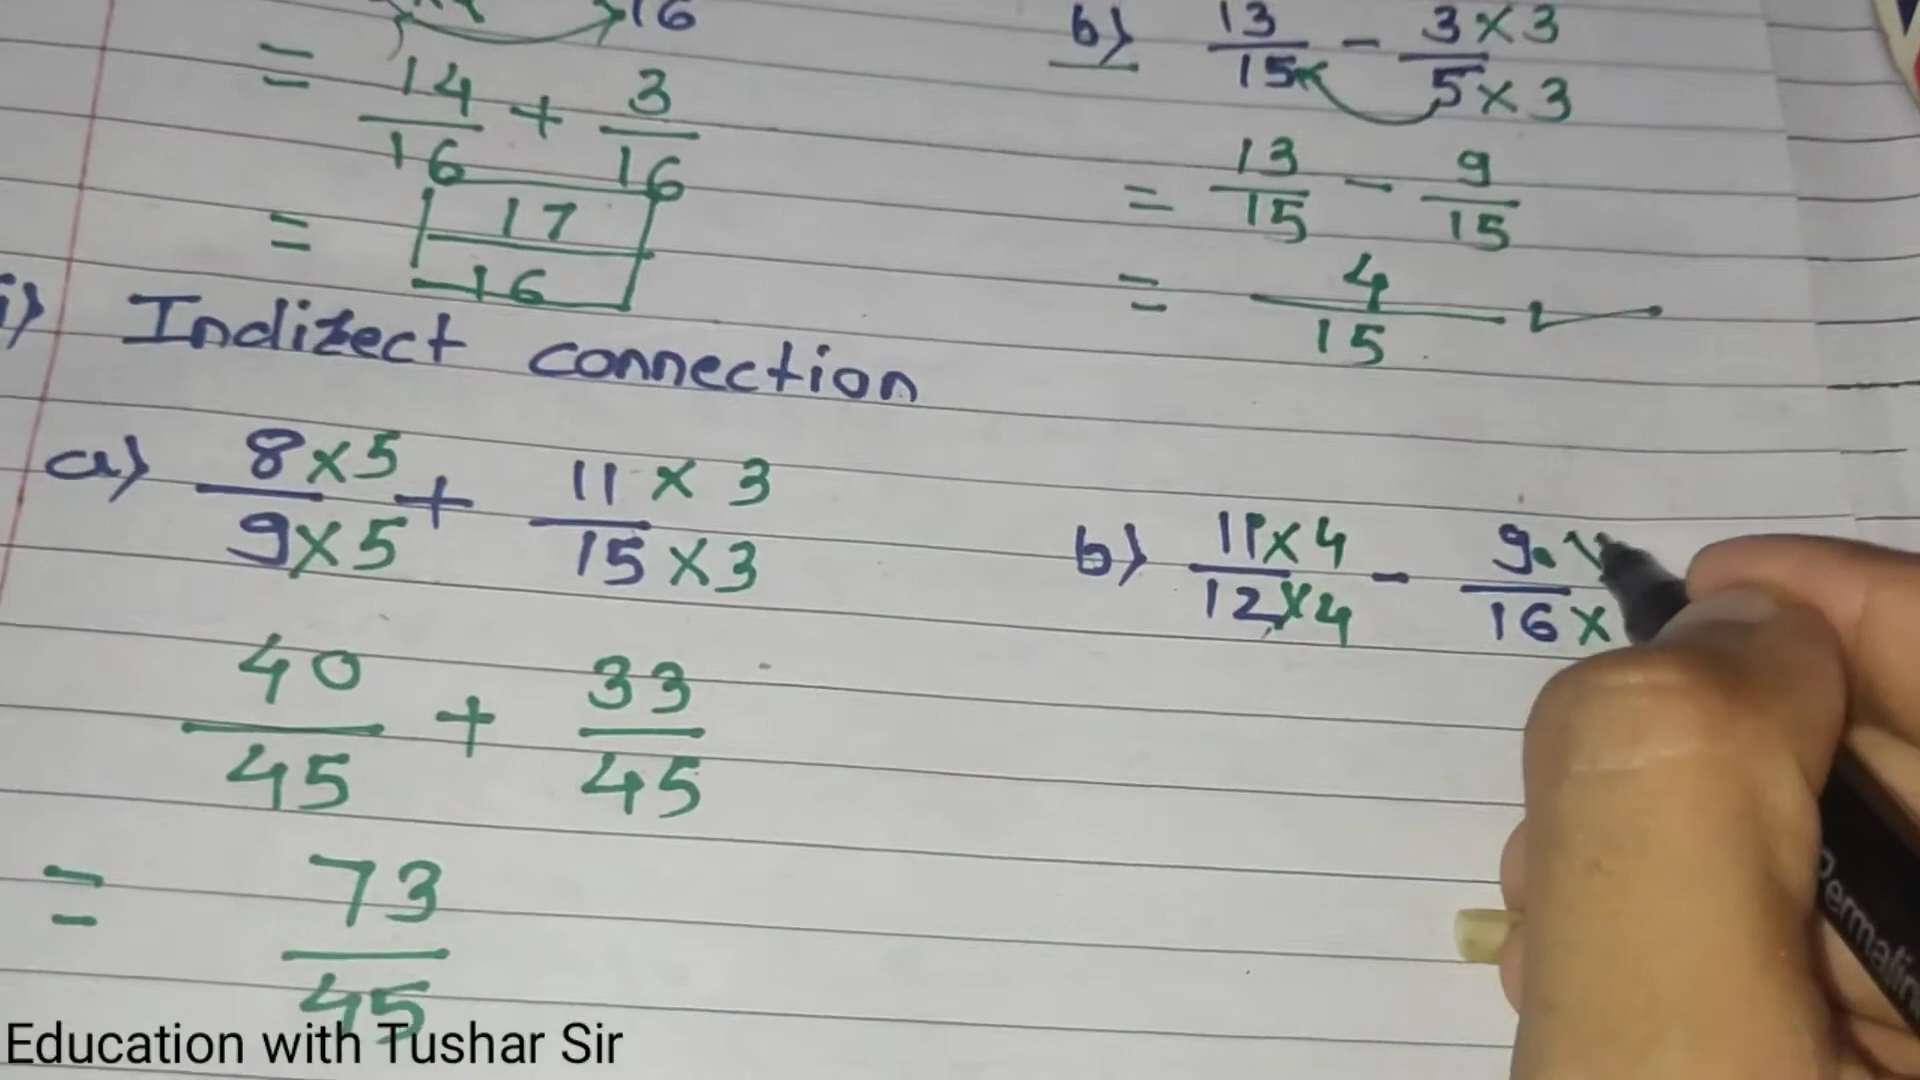 16
= 14/16 + 3/16
= 17/16
b) 13/15 - 3×3/5×3
= 13/15 - 9/15
= 4/15
i) Indirect connection
a) 8×5/9×5 + 11×3/15×3
40/45 + 33/45
= 73/45
b) 11×4/12×4 - 9×/16×
Permaline
Education with Tushar Sir